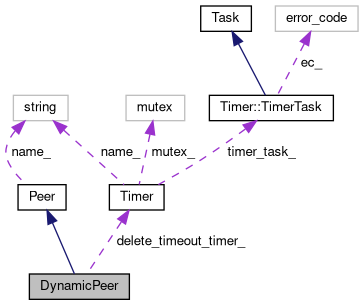 Task
error_code
ec_
string
mutex
Timer::TimerTask
name_
name_
mutex_
timer_task_
Peer
Timer
delete_timeout_timer_
DynamicPeer